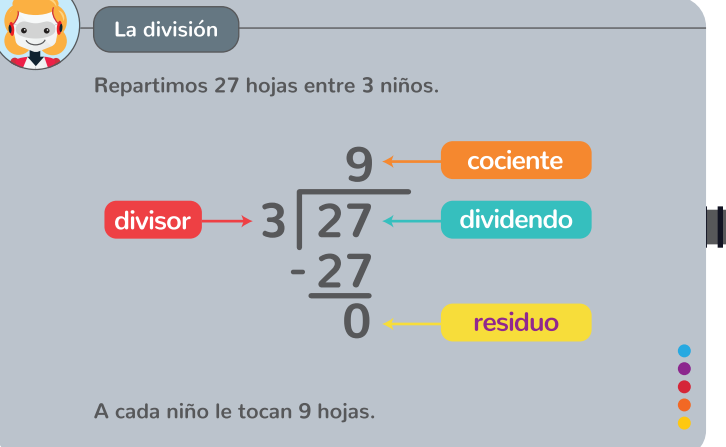 La división
Repartimos 27 hojas entre 3 niños.
9
cociente
divisor
3 27
dividendo
- 27
0
residuo
A cada niño le tocan 9 hojas.